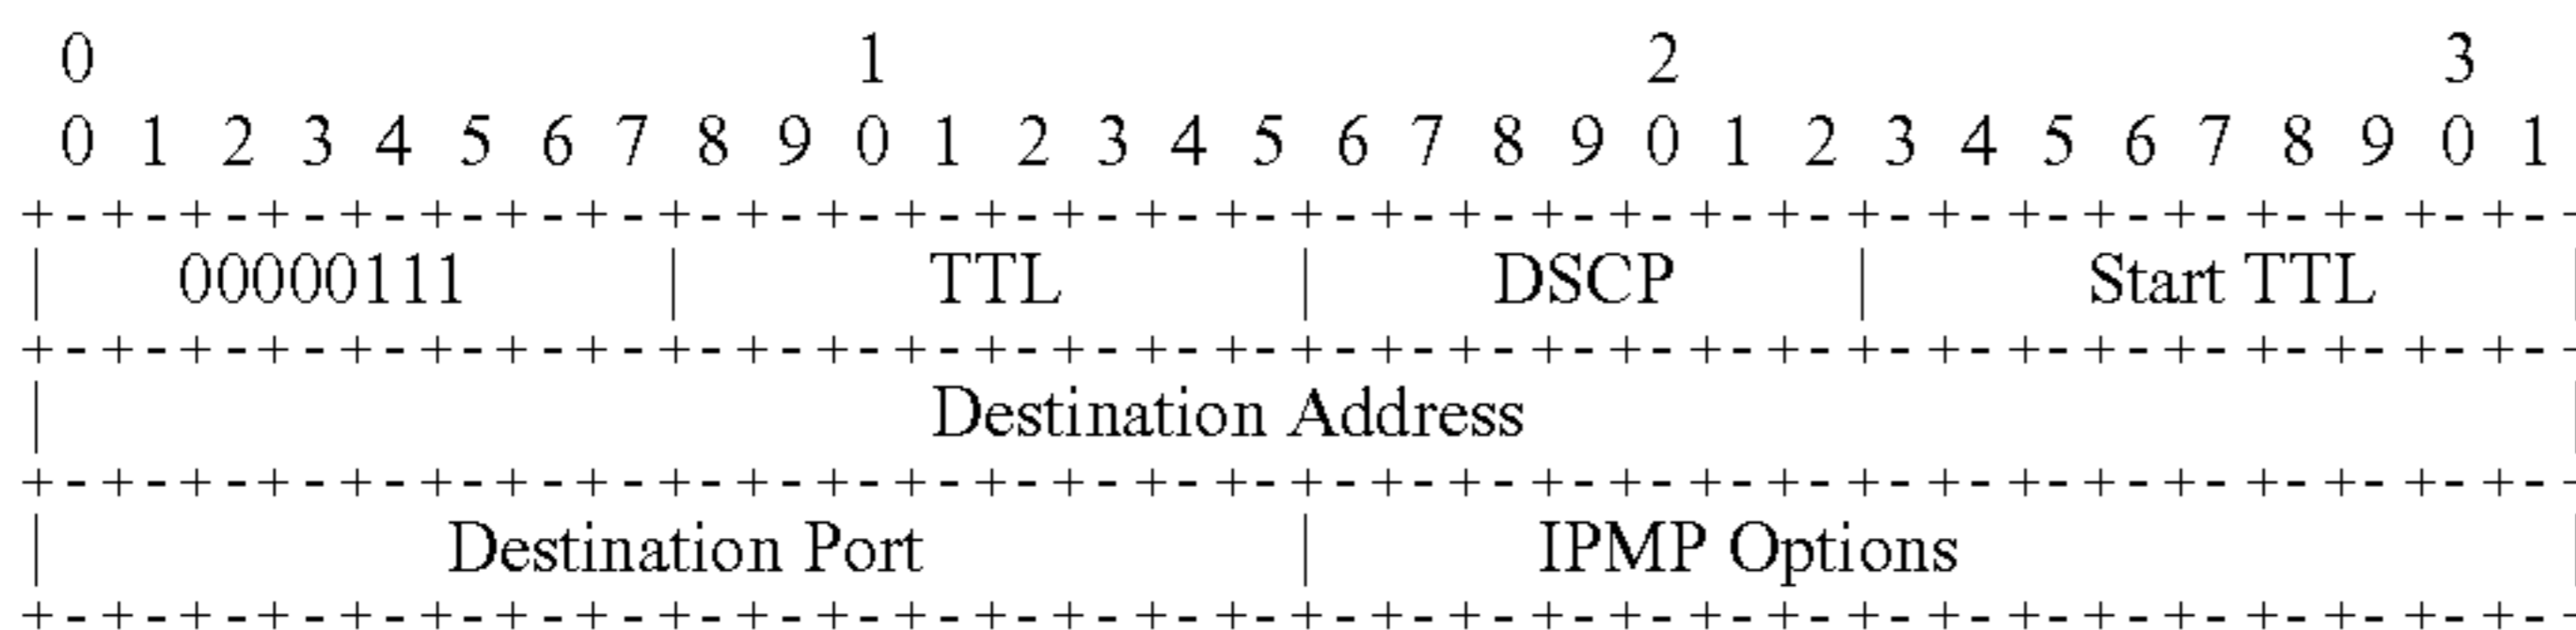 0 1 2 3
0 1 2 3 4 5 6 7 8 9 0 1 2 3 4 5 6 7 8 9 0 1 2 3 4 5 6 7 8 9 0 1
+-+-+-+-+-+-+-+-+-+-+-+-+-+-+-+-+-+-+-+-+-+-+-+-+-+-+-+-+-+-+-+-+
| 00000111 | TTL | DSCP | Start TTL |
+-+-+-+-+-+-+-+-+-+-+-+-+-+-+-+-+-+-+-+-+-+-+-+-+-+-+-+-+-+-+-+-+
| Destination Address |
+-+-+-+-+-+-+-+-+-+-+-+-+-+-+-+-+-+-+-+-+-+-+-+-+-+-+-+-+-+-+-+-+
| Destination Port | IPMP Options |
+-+-+-+-+-+-+-+-+-+-+-+-+-+-+-+-+-+-+-+-+-+-+-+-+-+-+-+-+-+-+-+-